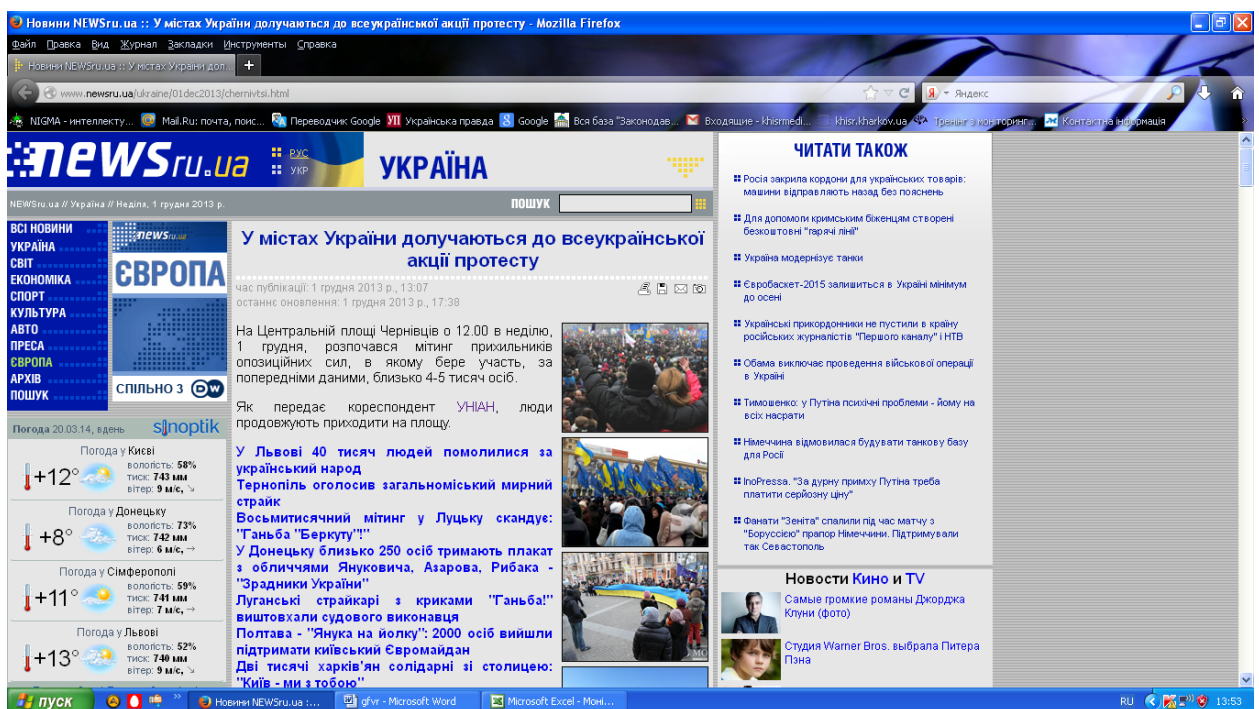 Новини NEWSru.ua :: У містах України долучаються до всеукраїнської акції протесту - Mozilla Firefox
Файл Правка Вид Журнал Закладки Инструменты Справка
Новини NEWSru.ua :: У містах України дол...
www.newsru.ua/ukraine/01dec2013/chernivtsi.html
Яндекс
NIGMA - интеллект... Mail.Ru: почта, поис... Переводчик Google УП Українська правда Google Вся база "Законодав... Входящие - khisrmedi... khisr.kharkov.ua Тренінг з моніторинг... Контактна інформація
newsru.ua
РУС
УКР
УКРАЇНА
NEWSru.ua // Україна // Неділя, 1 грудня 2013 р.
ПОШУК
ВСІ НОВИНИ
УКРАЇНА
СВІТ
ЕКОНОМІКА
СПОРТ
КУЛЬТУРА
АВТО
ПРЕСА
ЄВРОПА
АРХІВ
ПОШУК
newsru.ua
ЄВРОПА
СПІЛЬНО З DW
Погода 20.03.14, вдень sinoptik
Погода у Києві
+12°
вологість: 58%
тиск: 743 мм
вітер: 9 м/с,
Погода у Донецьку
+8°
вологість: 73%
тиск: 742 мм
вітер: 6 м/с,
Погода у Сімферополі
+11°
вологість: 59%
тиск: 741 мм
вітер: 7 м/с,
Погода у Львові
+13°
вологість: 52%
тиск: 740 мм
вітер: 9 м/с,
У містах України долучаються до всеукраїнської
акції протесту
час публікації: 1 грудня 2013 р., 13:07
останнє оновлення: 1 грудня 2013 р., 17:38
На Центральній площі Чернівців о 12.00 в неділю,
1 грудня, розпочався мітинг прихильників
опозиційних сил, в якому бере участь, за
попередніми даними, близько 4-5 тисяч осіб.
Як передає кореспондент УНІАН, люди
продовжують приходити на площу.
У Львові 40 тисяч людей помолилися за
український народ
Тернопіль оголосив загальноміський мирний
страйк
Восьмитисячний мітинг у Луцьку скандує:
"Ганьба "Беркуту"!"
У Донецьку близько 250 осіб тримають плакат
з обличчями Януковича, Азарова, Рибака -
"Зрадники України"
Луганські страйкарі з криками "Ганьба!"
виштовхали судового виконавця
Полтава - "Янука на йолку": 2000 осіб вийшли
підтримати київський Євромайдан
Дві тисячі харків'ян солідарні зі столицею:
"Київ - ми з тобою"
ЧИТАТИ ТАКОЖ
Росія закрила кордони для українських товарів:
машини відправляють назад без пояснень
Для допомоги кримським біженцям створені
безкоштовні "гарячі лінії"
Україна модернізує танки
Євробаскет-2015 залишиться в Україні мінімум
до осені
Українські прикордонники не пустили в країну
російських журналістів "Першого каналу" і НТВ
Обама виключає проведення військової операції
в Україні
Тимошенко: у Путіна психічні проблеми - йому на
всіх насрати
Німеччина відмовилася будувати танкову базу
для Росії
InoPressa. "За дурну примху Путіна треба
платити серйозну ціну"
Фанати "Зеніта" спалили під час матчу з
"Боруссією" прапор Німеччини. Підтримували
так Севастополь
Новости Кино и TV
Самые громкие романы Джорджа
Клуни (фото)
Студия Warner Bros. выбрала Питера
Пэна
пуск
Новини NEWSru.ua :...
gfvr - Microsoft Word
Microsoft Excel - Моні...
RU
13:53